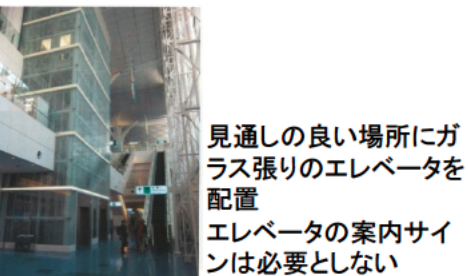 見通しの良い場所にガ
ラス張りのエレベータを
配置
エレベータの案内サイ
ンは必要としない